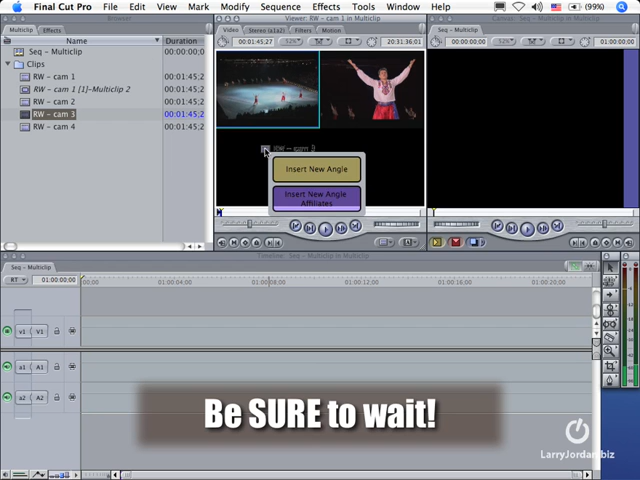 Final Cut Pro File Edit View Mark Modify Sequence Effects Tools Window Help (99%)
Browser
Multiclip Effects
Name Duration
Seq - Multiclip 00:00:00;0
Clips
RW - cam 1 00:01:45;2
RW - cam 1 [1]-Multiclip 2 00:01:45;2
RW - cam 2 00:01:45;2
RW - cam 3 00:01:45;2
RW - cam 4 00:01:45;2
Viewer: RW - cam 1 in Multiclip
Video Stereo (a1a2) Filters Motion
00:01:45;27 20:31:36;01
RW - cam 3
Insert New Angle
Insert New Angle
Affiliates
Canvas: Seq - Multiclip in Multiclip
Seq - Multiclip
00:00:00;00 01:00:00;00
Timeline: Seq - Multiclip in Multiclip
Seq - Multiclip
RT 01:00:00;00 00;00 01:00:04;00 01:00:08;00 01:00:12;00 01:00:16;00 01:00:20;00
v1 V1
a1 A1
a2 A2
Be SURE to wait!
LarryJordan.biz